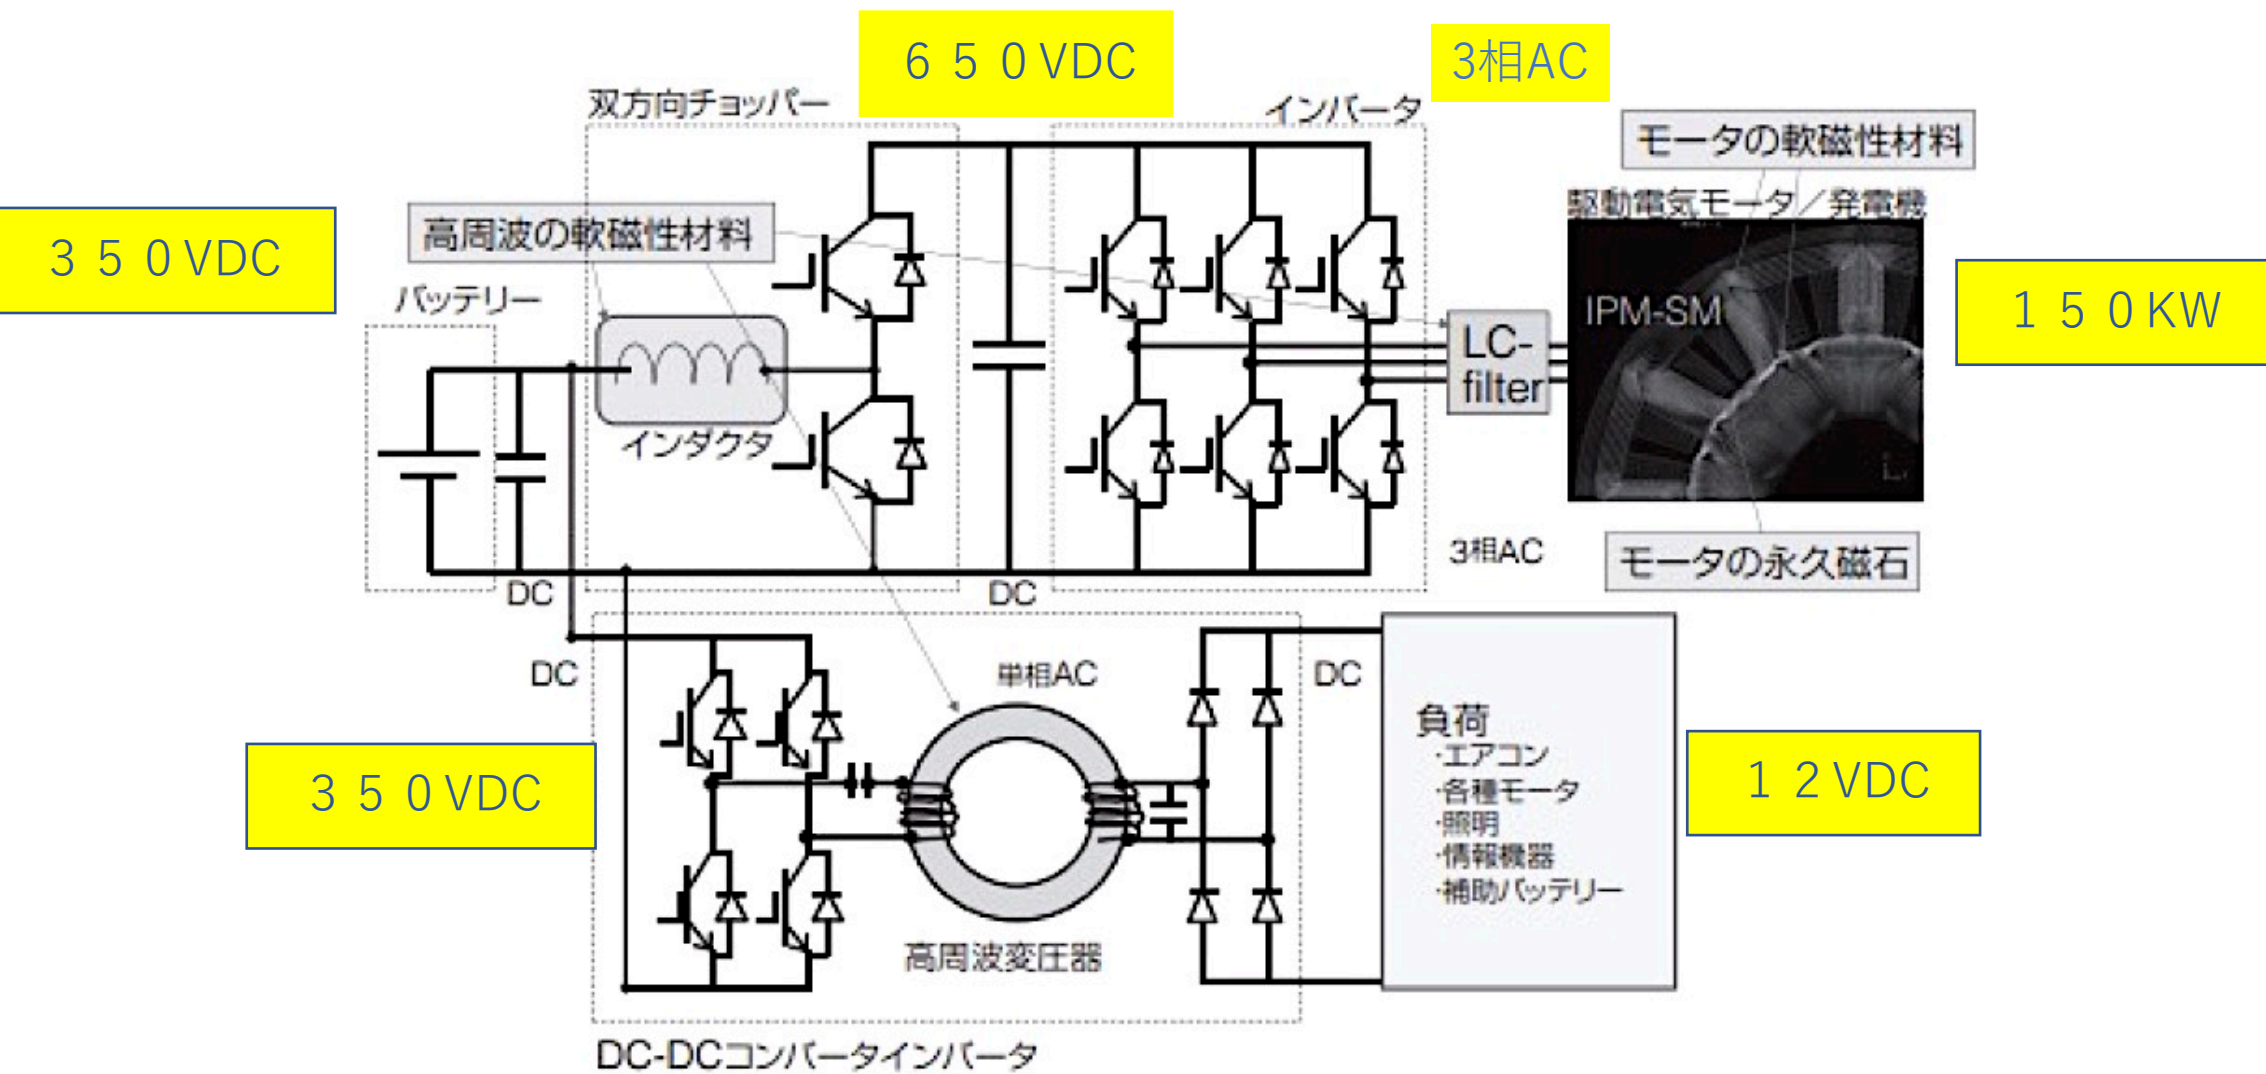 ６５０VDC
3相AC
双方向チョッパー
インバータ
モータの軟磁性材料
駆動電気モータ／発電機
高周波の軟磁性材料
３５０VDC
バッテリー
IPM-SM
１５０KW
LC-
filter
インダクタ
3相AC
モータの永久磁石
DC
DC
DC
単相AC
DC
負荷
・エアコン
・各種モータ
・照明
・情報機器
・補助バッテリー
３５０VDC
１２VDC
高周波変圧器
DC-DCコンバータインバータ